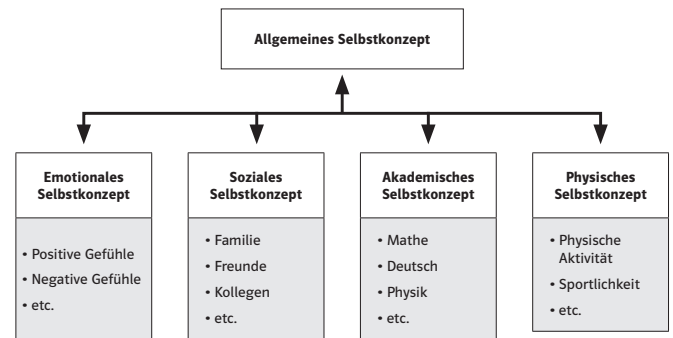 Allgemeines Selbstkonzept
Emotionales
Selbstkonzept
• Positive Gefühle
• Negative Gefühle
• etc.
Soziales
Selbstkonzept
• Familie
• Freunde
• Kollegen
• etc.
Akademisches
Selbstkonzept
• Mathe
• Deutsch
• Physik
• etc.
Physisches
Selbstkonzept
• Physische
Aktivität
• Sportlichkeit
• etc.